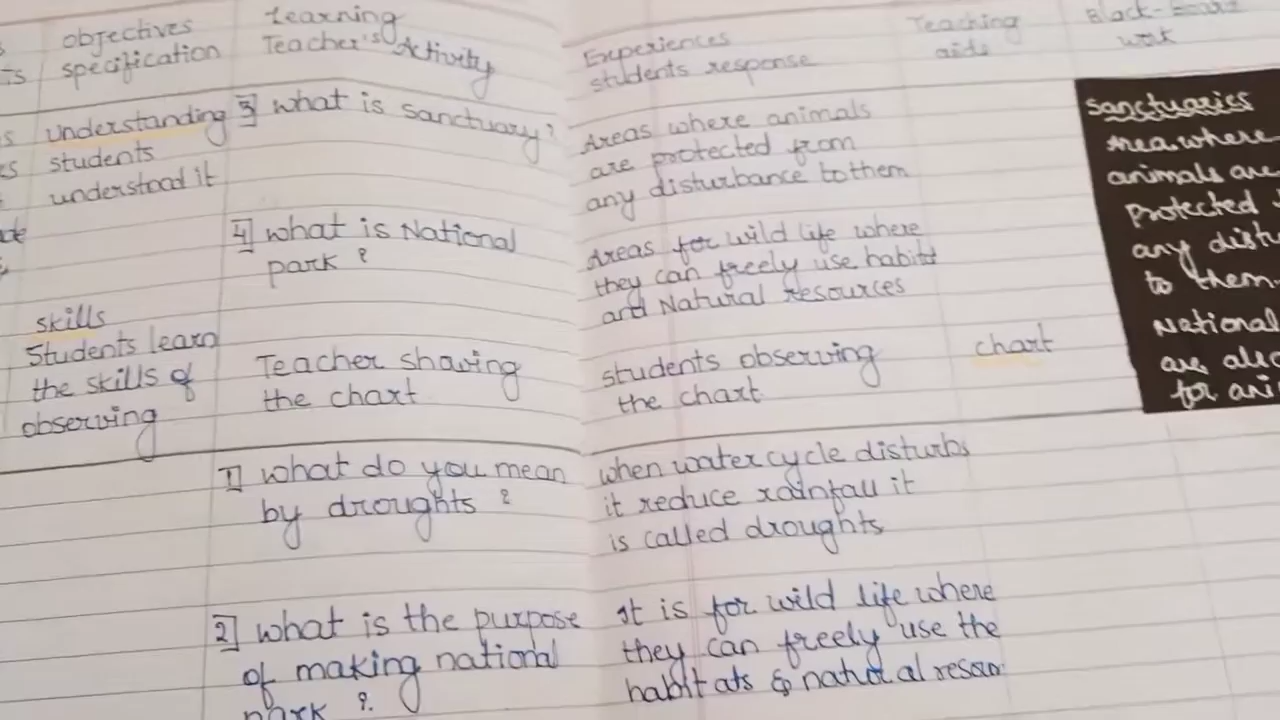 objectives
specification
Learning
Teacher's Activity
Experiences
students response
Teaching
aids
Black-Board
work
understanding
students
understood it
3] what is sanctuary?
Areas where animals
are protected from
any disturbance to them
4] what is National
park ?
Areas for wild life where
they can freely use habitat
and Natural resources
skills
Students learn
the skills of
observing
Teacher showing
the chart
students observing
the chart
chart
Sanctuaries
Area where
animals are
protected
any
to them.
National
are
for
1] what do you mean
by droughts ?
when water cycle disturbs
it reduce rainfall it
is called droughts
2] what is the purpose
of making national
park ?
It is for wild life where
they can freely use the
habitats & natural